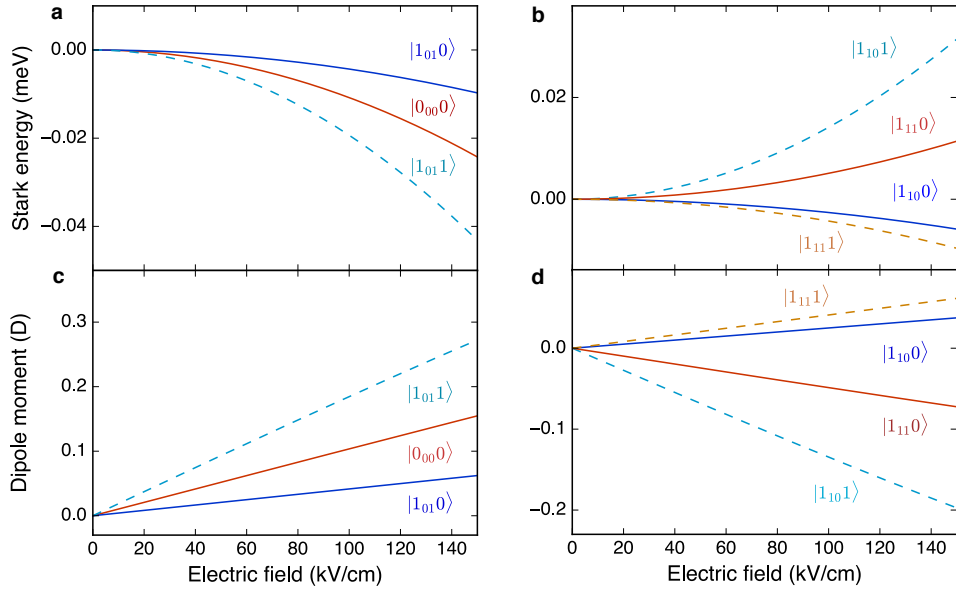 a
Stark energy (meV)
0.00
−0.02
−0.04
|1₀₁0⟩
|0₀₀0⟩
|1₀₁1⟩
b
0.02
0.00
|1₁₀1⟩
|1₁₁0⟩
|1₁₀0⟩
|1₁₁1⟩
c
Dipole moment (D)
0.3
0.2
0.1
0.0
|1₀₁1⟩
|0₀₀0⟩
|1₀₁0⟩
0 20 40 60 80 100 120 140
Electric field (kV/cm)
d
0.0
−0.1
−0.2
|1₁₁1⟩
|1₁₀0⟩
|1₁₁0⟩
|1₁₀1⟩
0 20 40 60 80 100 120 140
Electric field (kV/cm)